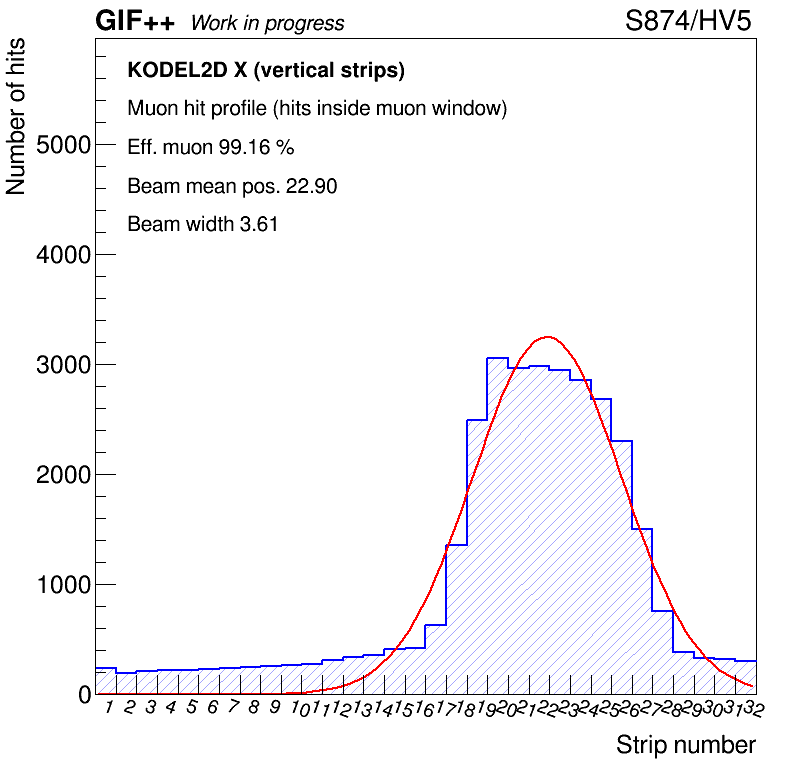 GIF++ Work in progress S874/HV5
Number of hits
KODEL2D X (vertical strips)
Muon hit profile (hits inside muon window)
Eff. muon 99.16 %
Beam mean pos. 22.90
Beam width 3.61
5000
4000
3000
2000
1000
0
1 2 3 4 5 6 7 8 9 10 11 12 13 14 15 16 17 18 19 20 21 22 23 24 25 26 27 28 29 30 31 32
Strip number